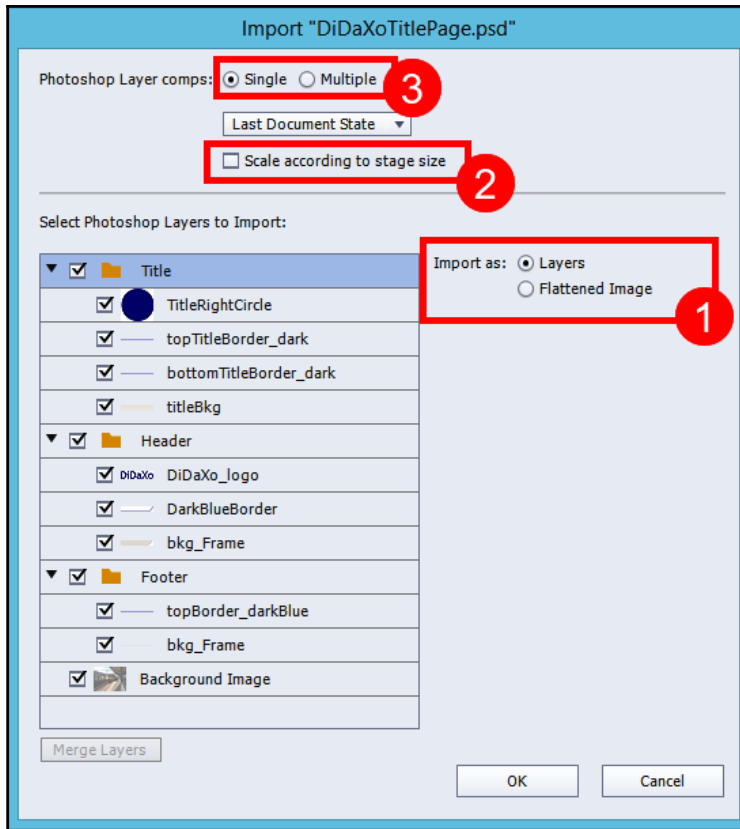 Import "DiDaXoTitlePage.psd"
Photoshop Layer comps: Single Multiple
3
Last Document State
Scale according to stage size
2
Select Photoshop Layers to Import:
Import as: Layers
Flattened Image
1
Title
TitleRightCircle
topTitleBorder_dark
bottomTitleBorder_dark
titleBkg
Header
DiDaXo DiDaXo_logo
DarkBlueBorder
bkg_Frame
Footer
topBorder_darkBlue
bkg_Frame
Background Image
Merge Layers
OK Cancel